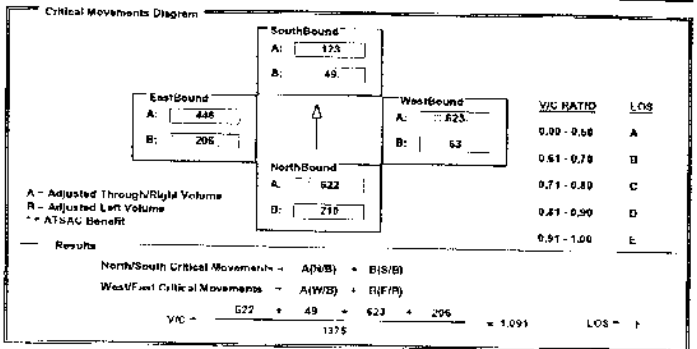 Critical Movements Diagram
SouthBound
A: 123
B: 49
EastBound
A: 446
B: 206
WestBound
A: 623
B: 63
NorthBound
A: 622
B: 210
V/C RATIO LOS
0.00 - 0.60 A
0.61 - 0.70 B
0.71 - 0.80 C
0.81 - 0.90 D
0.91 - 1.00 E
A = Adjusted Through/Right Volume
B = Adjusted Left Volume
* = ATSAC Benefit
Results
North/South Critical Movements = A(N/B) + B(S/B)
West/East Critical Movements = A(W/B) + B(E/B)
V/C = 622 + 49 + 623 + 206 = 1.091 LOS = F
1375